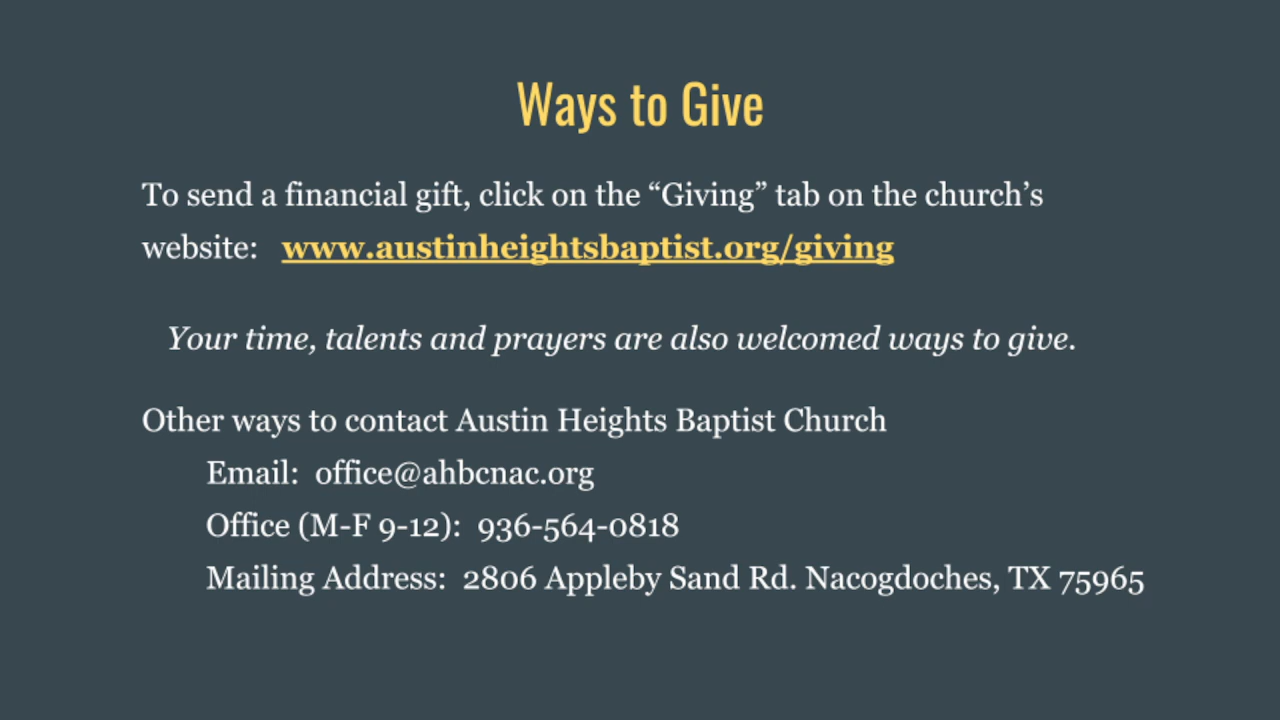 Ways to Give
To send a financial gift, click on the “Giving” tab on the church’s
website: www.austinheightsbaptist.org/giving
Your time, talents and prayers are also welcomed ways to give.
Other ways to contact Austin Heights Baptist Church
Email: office@ahbcnac.org
Office (M-F 9-12): 936-564-0818
Mailing Address: 2806 Appleby Sand Rd. Nacogdoches, TX 75965